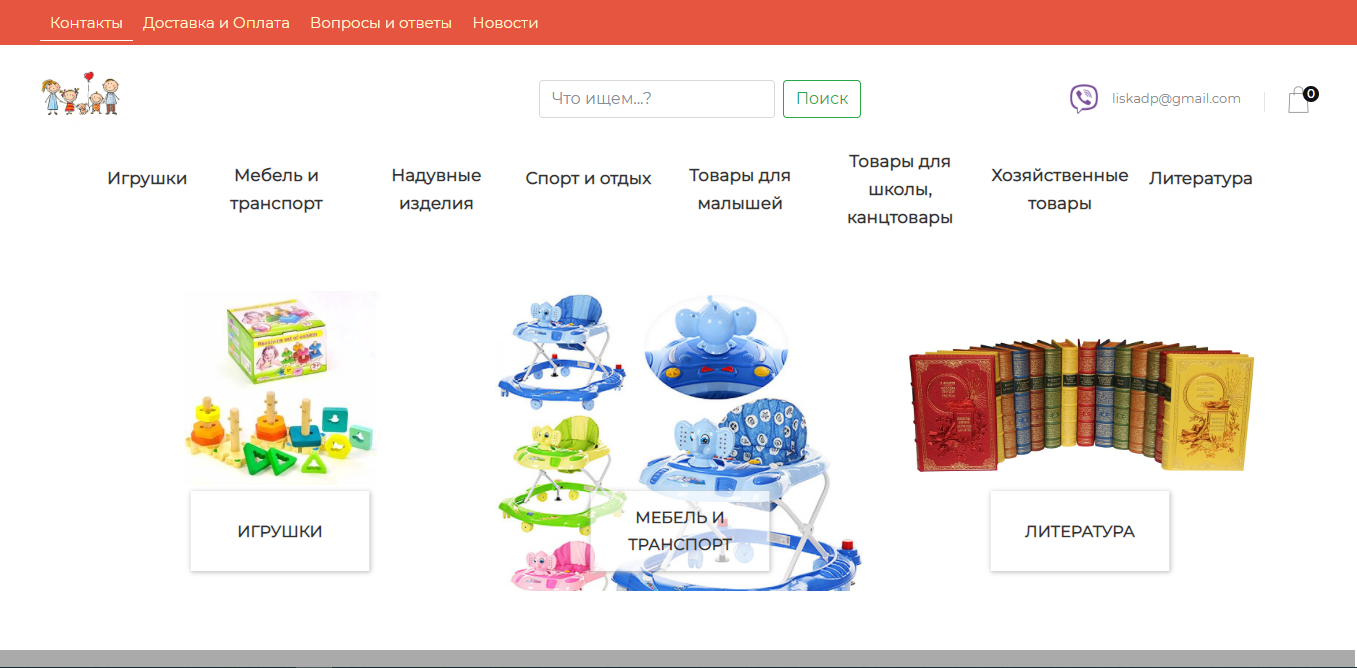 Контакты Доставка и Оплата Вопросы и ответы Новости
Что ищем...? Поиск liskadp@gmail.com 0
Игрушки
Мебель и
транспорт
Надувные
изделия
Спорт и отдых
Товары для
малышей
Товары для
школы,
канцтовары
Хозяйственные
товары
Литература
ИГРУШКИ
МЕБЕЛЬ И
ТРАНСПОРТ
ЛИТЕРАТУРА